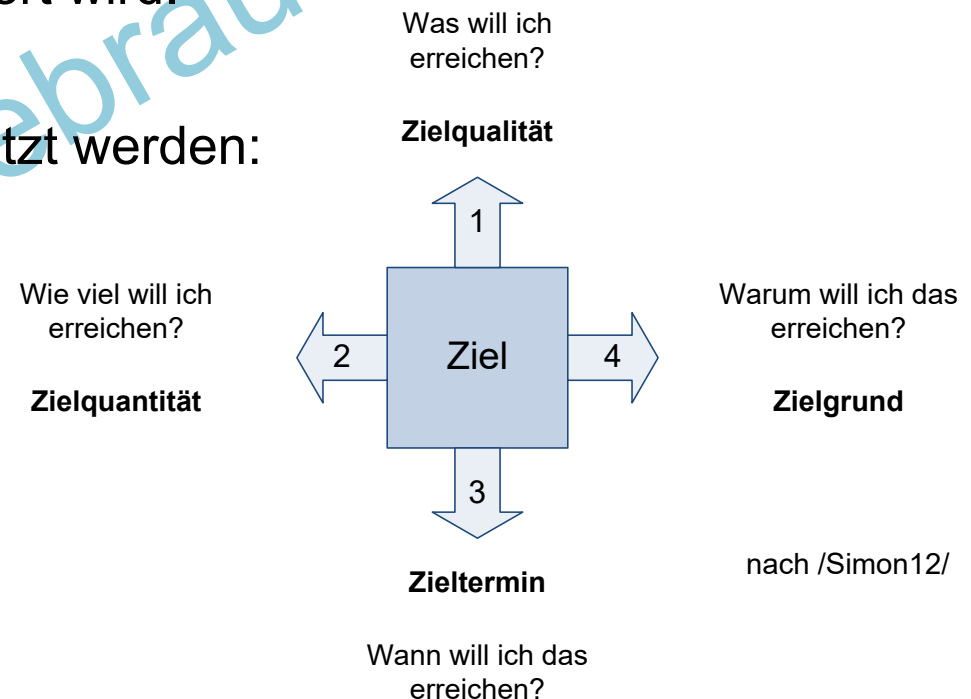 Was will ich
erreichen?
Zielqualität
werden:
1
Wie viel will ich
erreichen?
Zielquantität
2
Ziel
4
Warum will ich das
erreichen?
Zielgrund
3
Zieltermin
Wann will ich das
erreichen?
nach /Simon12/
wird.